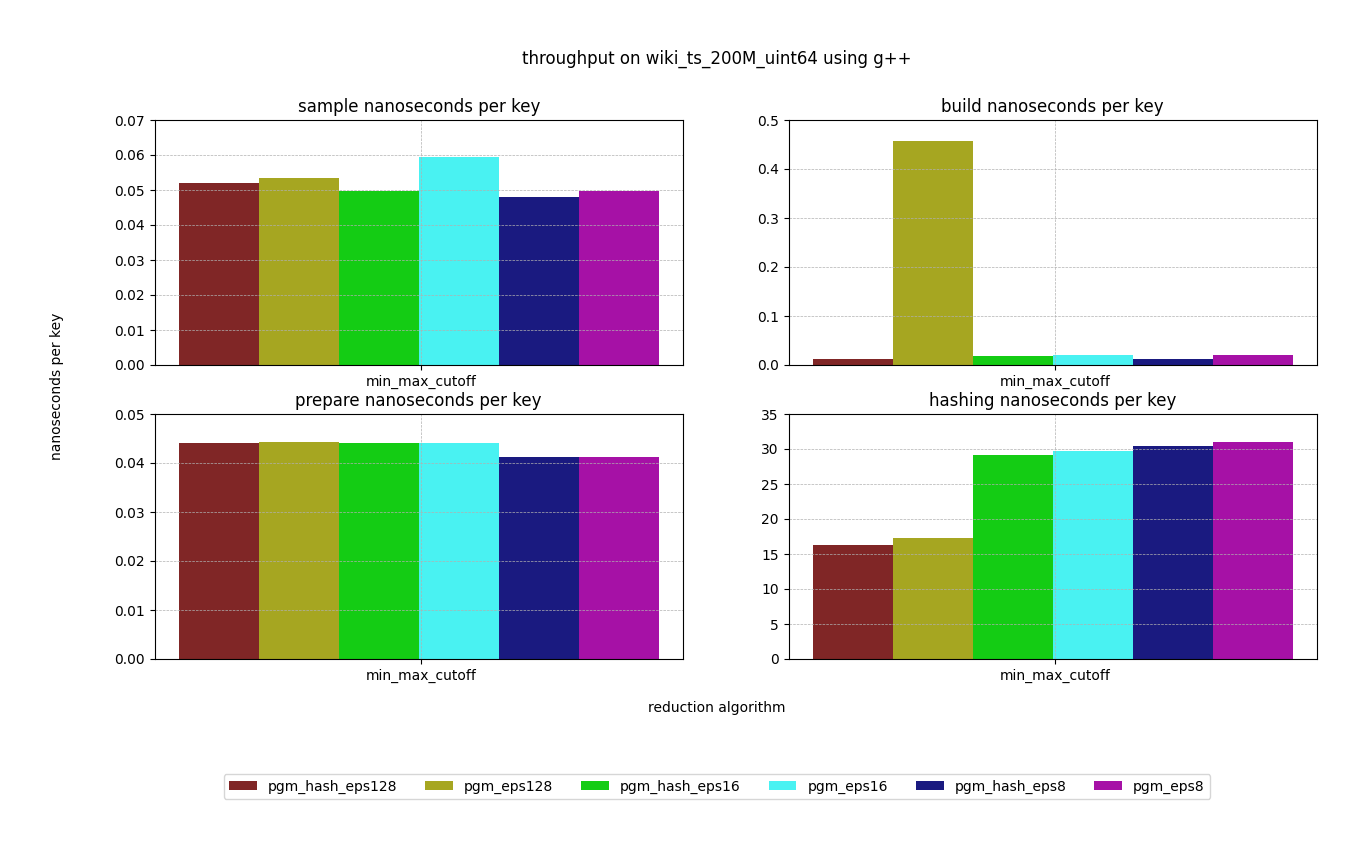 throughput on wiki_ts_200M_uint64 using g++
sample nanoseconds per key
0.07
0.06
0.05
0.04
0.03
0.02
0.01
0.00
min_max_cutoff
build nanoseconds per key
0.5
0.4
0.3
0.2
0.1
0.0
min_max_cutoff
nanoseconds per key
prepare nanoseconds per key
0.05
0.04
0.03
0.02
0.01
0.00
min_max_cutoff
hashing nanoseconds per key
35
30
25
20
15
10
5
0
min_max_cutoff
reduction algorithm
pgm_hash_eps128 pgm_eps128 pgm_hash_eps16 pgm_eps16 pgm_hash_eps8 pgm_eps8